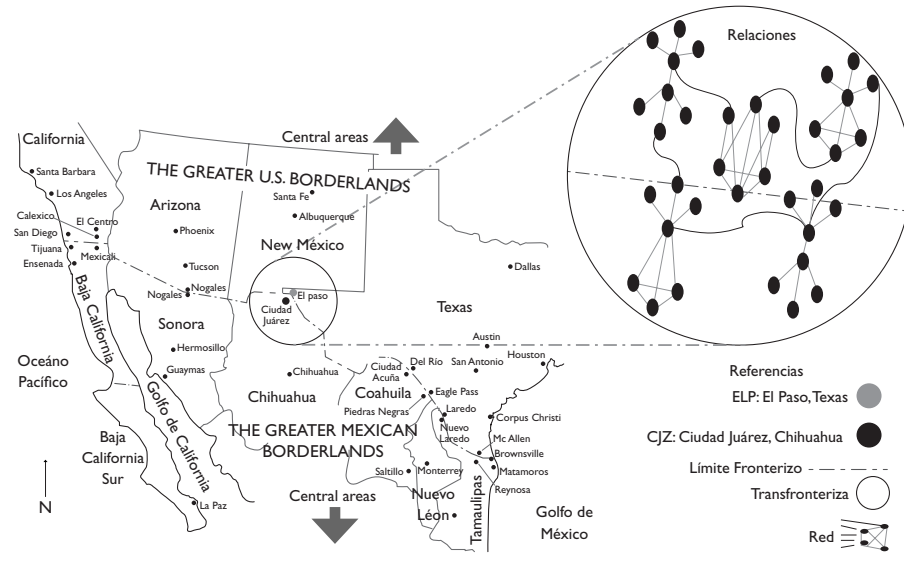 Relaciones
Central areas
California
THE GREATER U.S. BORDERLANDS
Santa Barbara
Los Angeles
Santa Fe
Arizona
Albuquerque
Calexico
El Centro
San Diego
Phoenix
New México
Tijuana
Mexicali
Ensenada
Tucson
Dallas
Nogales
Nogales
El paso
Ciudad
Juárez
Texas
Baja California
Sonora
Austin
Hermosillo
Houston
Oceáno
Pacífico
Guaymas
Chihuahua
Ciudad
Acuña
Del Río
San Antonio
Chihuahua
Coahuila
Eagle Pass
Piedras Negras
Laredo
Corpus Christi
Nuevo
Laredo
Golfo de California
THE GREATER MEXICAN
BORDERLANDS
Mc Allen
Brownsville
Baja
California
Sur
Saltillo
Monterrey
Matamoros
Reynosa
Central areas
Nuevo
Léon
Tamaulipas
La Paz
Golfo de
México
N
Referencias
ELP: El Paso, Texas
CJZ: Ciudad Juárez, Chihuahua
Límite Fronterizo
Transfronteriza
Red